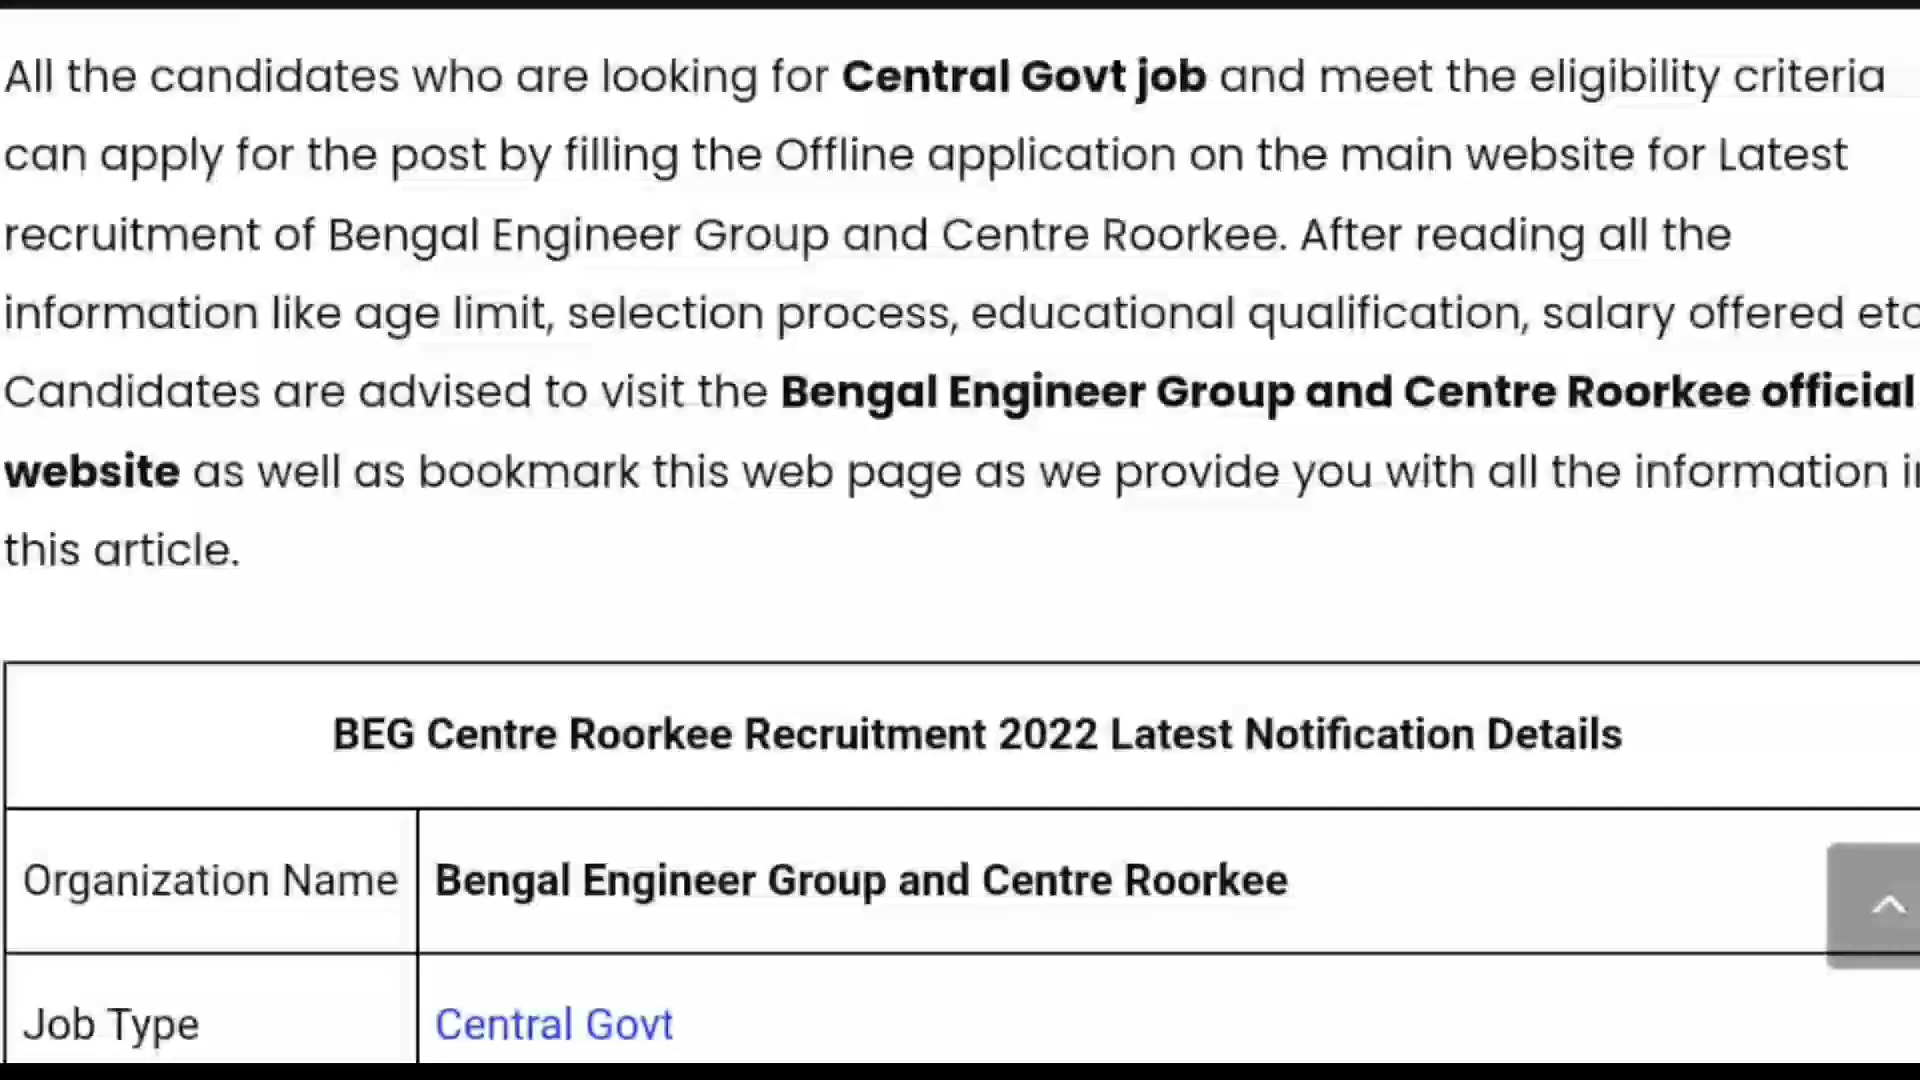 All the candidates who are looking for Central Govt job and meet the eligibility criteria
can apply for the post by filling the Offline application on the main website for Latest
recruitment of Bengal Engineer Group and Centre Roorkee. After reading all the
information like age limit, selection process, educational qualification, salary offered etc
Candidates are advised to visit the Bengal Engineer Group and Centre Roorkee official
website as well as bookmark this web page as we provide you with all the information in
this article.
BEG Centre Roorkee Recruitment 2022 Latest Notification Details
Organization Name Bengal Engineer Group and Centre Roorkee
Job Type Central Govt